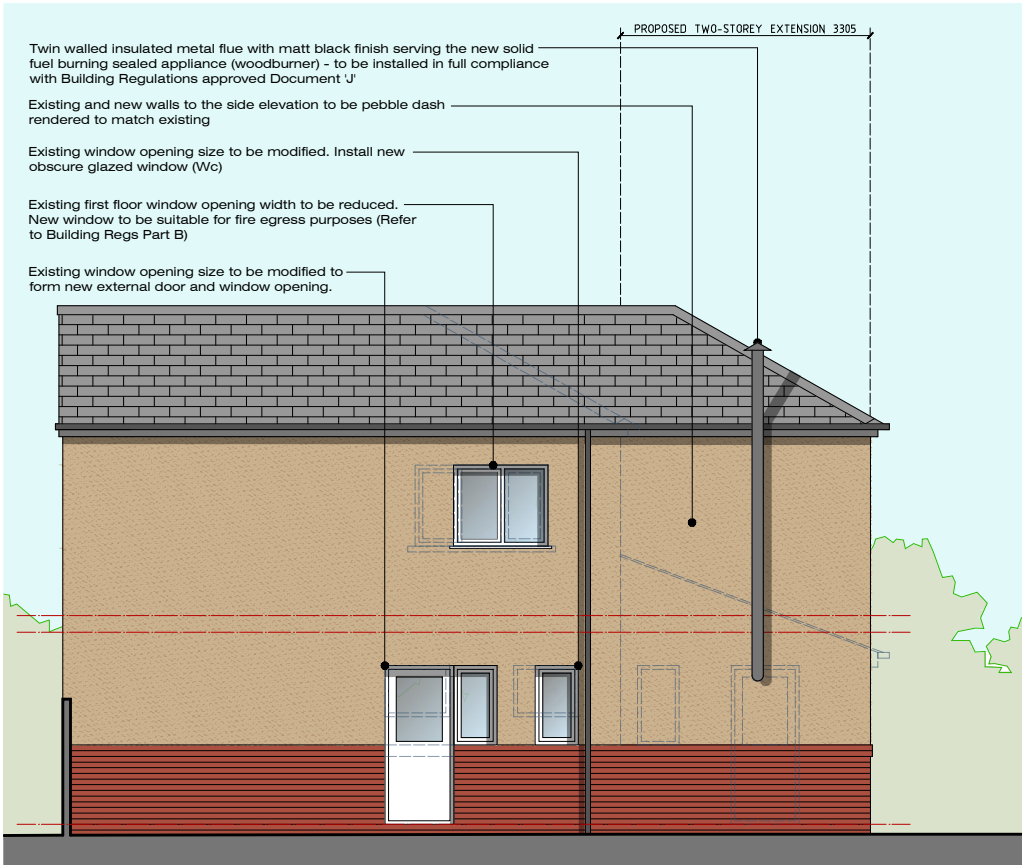 PROPOSED TWO-STOREY EXTENSION 3305
Twin walled insulated metal flue with matt black finish serving the new solid
fuel burning sealed appliance (woodburner) - to be installed in full compliance
with Building Regulations approved Document 'J'
Existing and new walls to the side elevation to be pebble dash
rendered to match existing
Existing window opening size to be modified. Install new
obscure glazed window (Wc)
Existing first floor window opening width to be reduced.
New window to be suitable for fire egress purposes (Refer
to Building Regs Part B)
Existing window opening size to be modified to
form new external door and window opening.